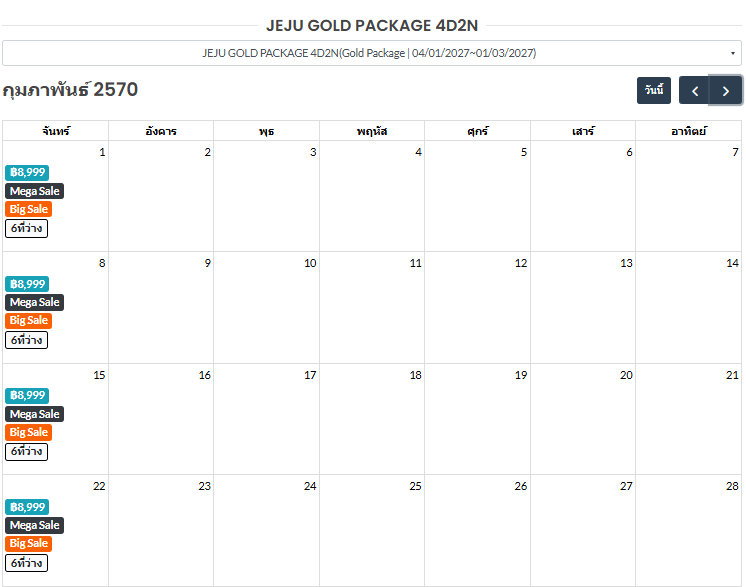 JEJU GOLD PACKAGE 4D2N
JEJU GOLD PACKAGE 4D2N(Gold Package | 04/01/2027~01/03/2027)
กุมภาพันธ์ 2570
วันนี้
จันทร์ อังคาร พุธ พฤหัส ศุกร์ เสาร์ อาทิตย์
1 2 3 4 5 6 7
฿8,999
Mega Sale
Big Sale
6ที่ว่าง
8 9 10 11 12 13 14
฿8,999
Mega Sale
Big Sale
6ที่ว่าง
15 16 17 18 19 20 21
฿8,999
Mega Sale
Big Sale
6ที่ว่าง
22 23 24 25 26 27 28
฿8,999
Mega Sale
Big Sale
6ที่ว่าง